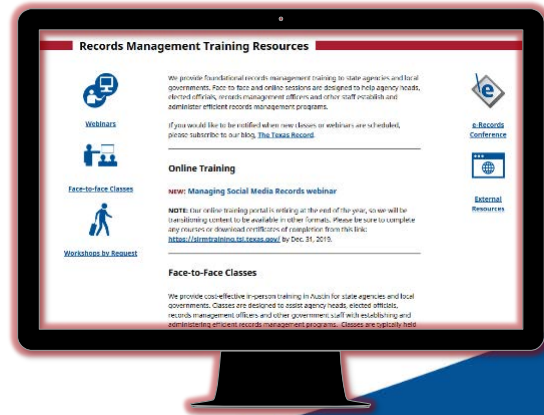 Records Management Training Resources
Webinars
Face-to-face Classes
Workshops by Request
We provide foundational records management training to state agencies and local
governments. Face-to-face and online sessions are designed to help agency heads,
elected officials, records management officers and other staff establish and
administer efficient records management programs.
If you would like to be notified when new classes or webinars are scheduled,
please subscribe to our blog, The Texas Record.
Online Training
NEW: Managing Social Media Records webinar
NOTE: Our online training portal is retiring at the end of the year, so we will be
transitioning content to be available in other formats. Please be sure to complete
any courses or download certificates of completion from this link:
https://slrmtraining.tsl.texas.gov/ by Dec. 31, 2019.
Face-to-Face Classes
We provide cost-effective in-person training in Austin for state agencies and local
governments. Classes are designed to assist agency heads, elected officials,
records management officers and other government staff with establishing and
administering efficient records management programs. Classes are typically held
e
e-Records
Conference
External
Resources